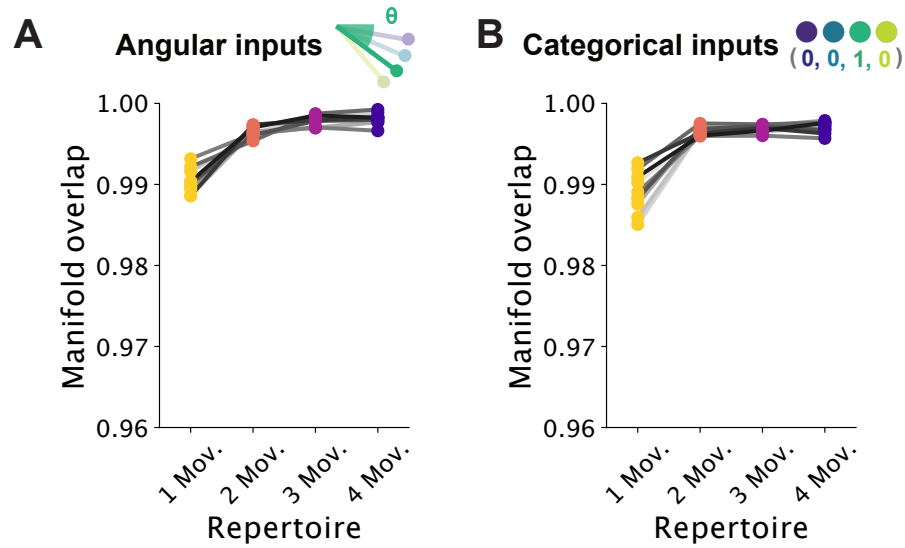 A
Angular inputs
θ
Manifold overlap
1.00
0.99
0.98
0.97
0.96
1 Mov.
2 Mov.
3 Mov.
4 Mov.
Repertoire
B
Categorical inputs
(0, 0, 1, 0)
Manifold overlap
1.00
0.99
0.98
0.97
0.96
1 Mov.
2 Mov.
3 Mov.
4 Mov.
Repertoire